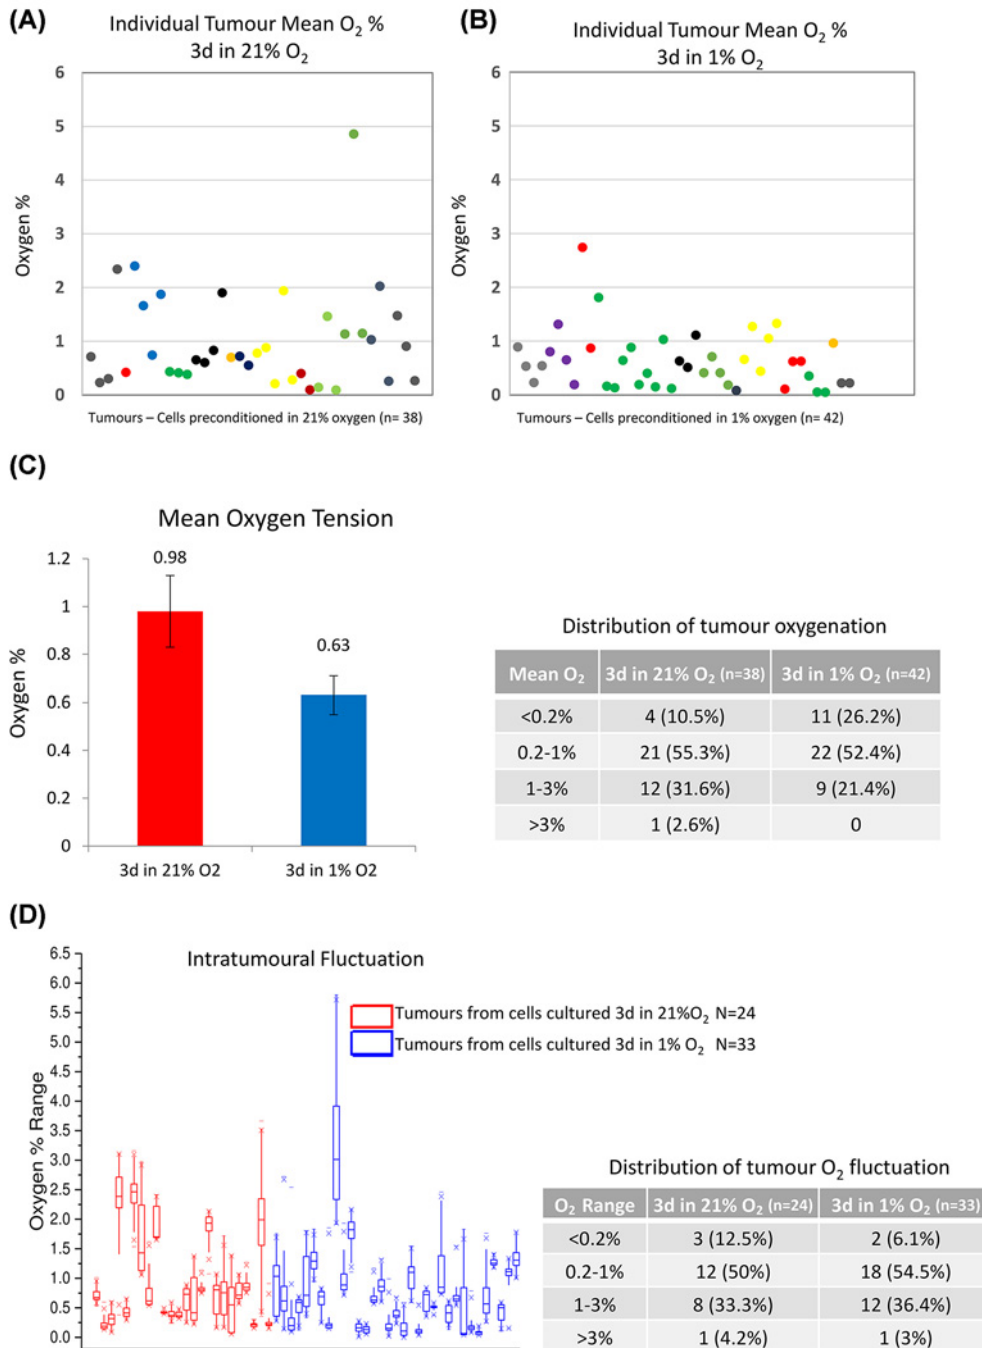 (A)
Individual Tumour Mean O2 %
3d in 21% O2
6
5
4
3
2
1
0
Oxygen %
Tumours – Cells preconditioned in 21% oxygen (n= 38)
(B)
Individual Tumour Mean O2 %
3d in 1% O2
6
5
4
3
2
1
0
Oxygen %
Tumours – Cells preconditioned in 1% oxygen (n= 42)
(C)
Mean Oxygen Tension
1.2
1
0.8
0.6
0.4
0.2
0
Oxygen %
0.98
0.63
3d in 21% O2
3d in 1% O2
Distribution of tumour oxygenation
Mean O2 3d in 21% O2 (n=38) 3d in 1% O2 (n=42)
<0.2% 4 (10.5%) 11 (26.2%)
0.2-1% 21 (55.3%) 22 (52.4%)
1-3% 12 (31.6%) 9 (21.4%)
>3% 1 (2.6%) 0
(D)
Intratumoural Fluctuation
6.5
6.0
5.5
5.0
4.5
4.0
3.5
3.0
2.5
2.0
1.5
1.0
0.5
0.0
Oxygen % Range
Tumours from cells cultured 3d in 21%O2 N=24
Tumours from cells cultured 3d in 1% O2 N=33
Distribution of tumour O2 fluctuation
O2 Range 3d in 21% O2 (n=24) 3d in 1% O2 (n=33)
<0.2% 3 (12.5%) 2 (6.1%)
0.2-1% 12 (50%) 18 (54.5%)
1-3% 8 (33.3%) 12 (36.4%)
>3% 1 (4.2%) 1 (3%)